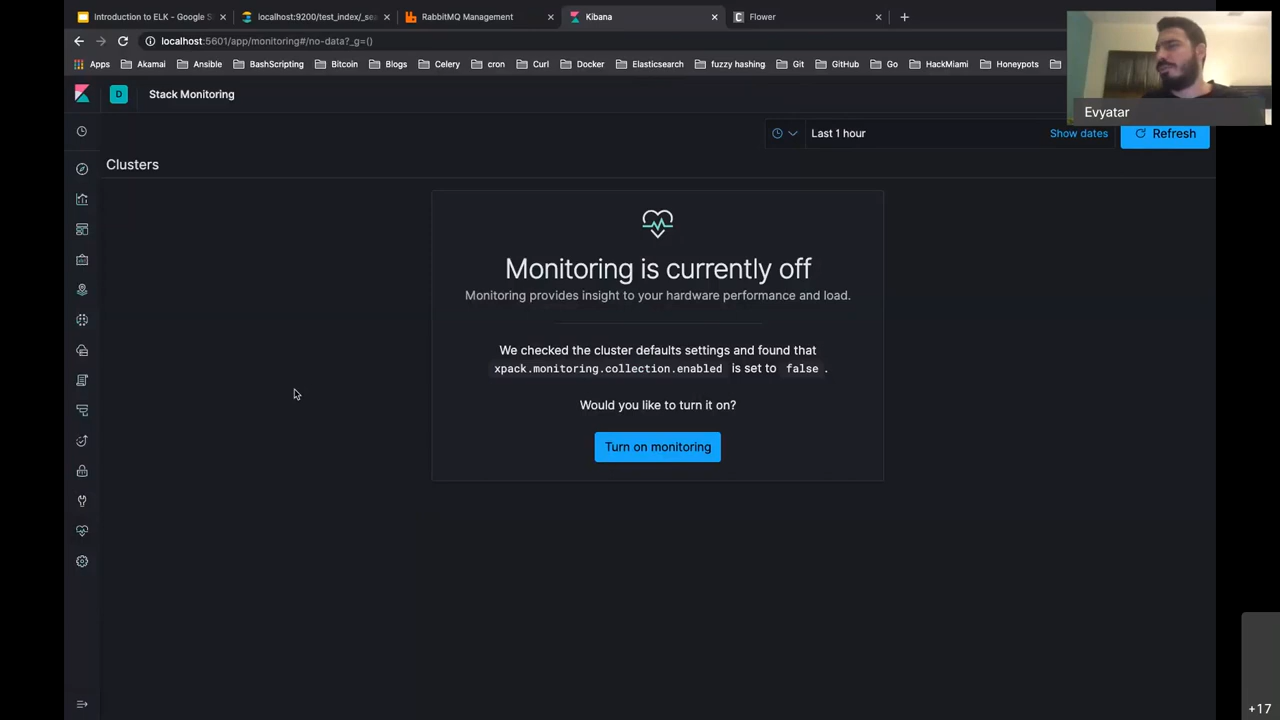 Introduction to ELK - Google S
localhost:9200/test_index/_sea
RabbitMQ Management
Kibana
Flower
localhost:5601/app/monitoring#/no-data?_g=()
Apps
Akamai
Ansible
BashScripting
Bitcoin
Blogs
Celery
cron
Curl
Docker
Elasticsearch
fuzzy hashing
Git
GitHub
Go
HackMiami
Honeypots
D
Stack Monitoring
Evyatar
Last 1 hour
Show dates
Refresh
Clusters
Monitoring is currently off
Monitoring provides insight to your hardware performance and load.
We checked the cluster defaults settings and found that
xpack.monitoring.collection.enabled is set to false .
Would you like to turn it on?
Turn on monitoring
+17